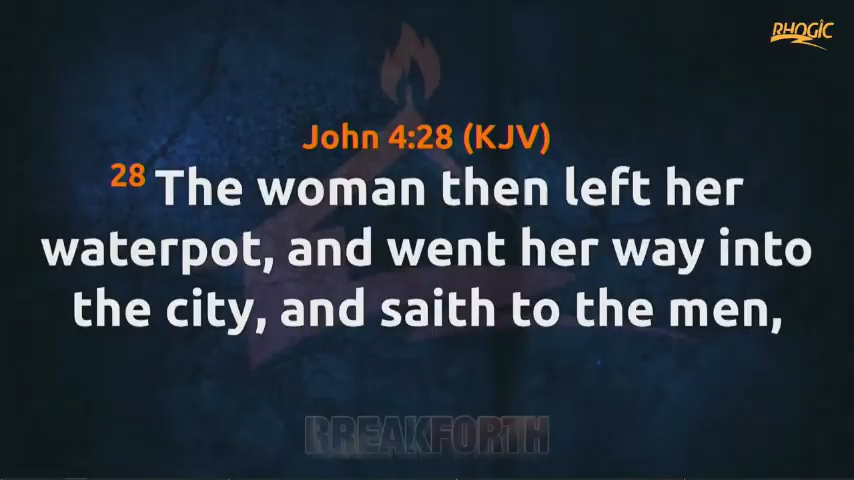 RHOGIC
John 4:28 (KJV)
28 The woman then left her
waterpot, and went her way into
the city, and saith to the men,
BREAKFORTH